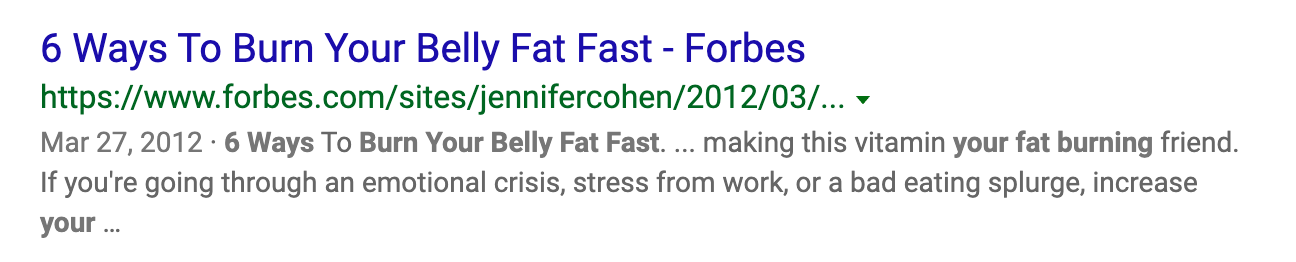 6 Ways To Burn Your Belly Fat Fast - Forbes
https://www.forbes.com/sites/jennifercohen/2012/03/...
Mar 27, 2012 · 6 Ways To Burn Your Belly Fat Fast. ... making this vitamin your fat burning friend.
If you're going through an emotional crisis, stress from work, or a bad eating splurge, increase
your ...